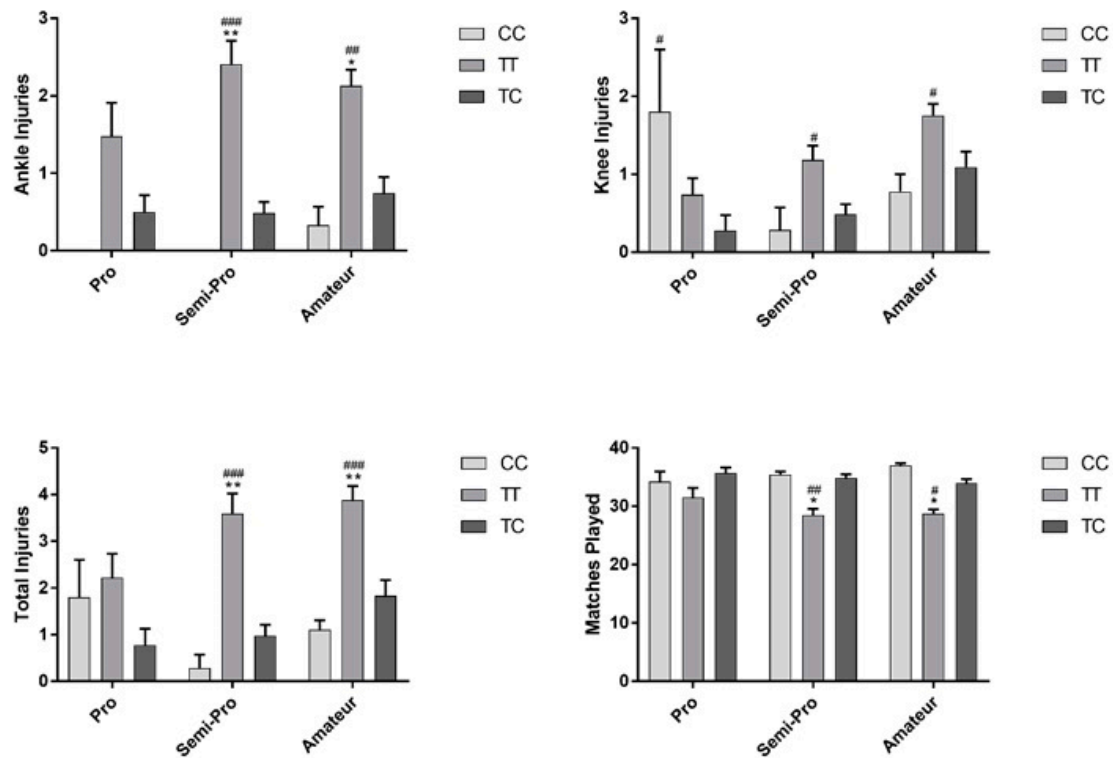 Ankle Injuries
3
2
1
0
###
**
##
*
Pro
Semi-Pro
Amateur
CC
TT
TC
Knee Injuries
3
2
1
0
#
#
#
Pro
Semi-Pro
Amateur
CC
TT
TC
Total Injuries
5
4
3
2
1
0
###
**
###
**
Pro
Semi-Pro
Amateur
CC
TT
TC
Matches Played
40
30
20
10
0
##
*
#
*
Pro
Semi-Pro
Amateur
CC
TT
TC